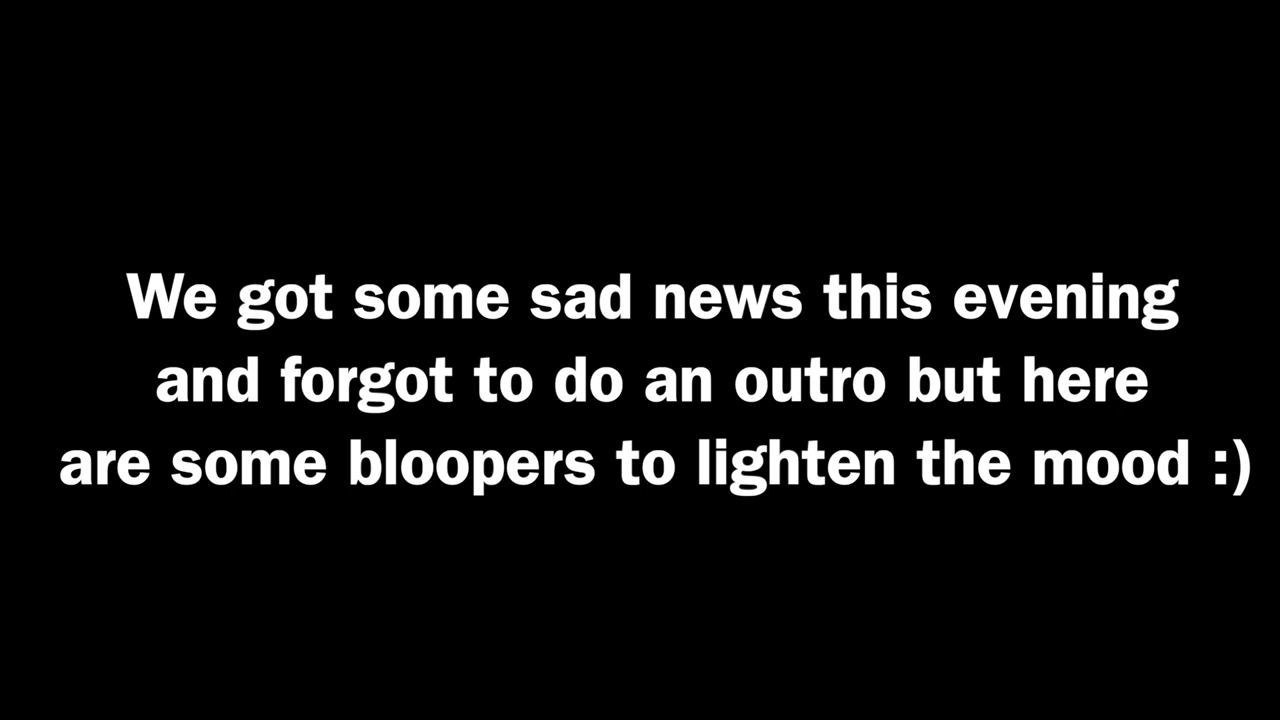 We got some sad news this evening
and forgot to do an outro but here
are some bloopers to lighten the mood :)